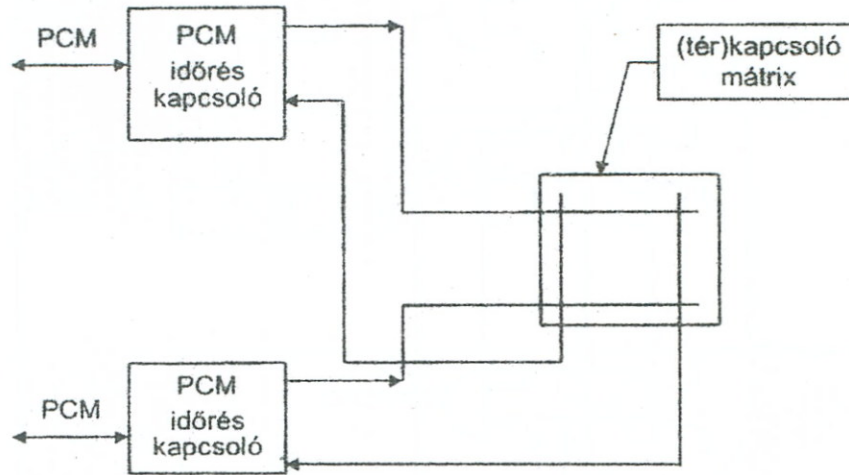 PCM
PCM
időrés
kapcsoló
(tér)kapcsoló
mátrix
PCM
PCM
időrés
kapcsoló